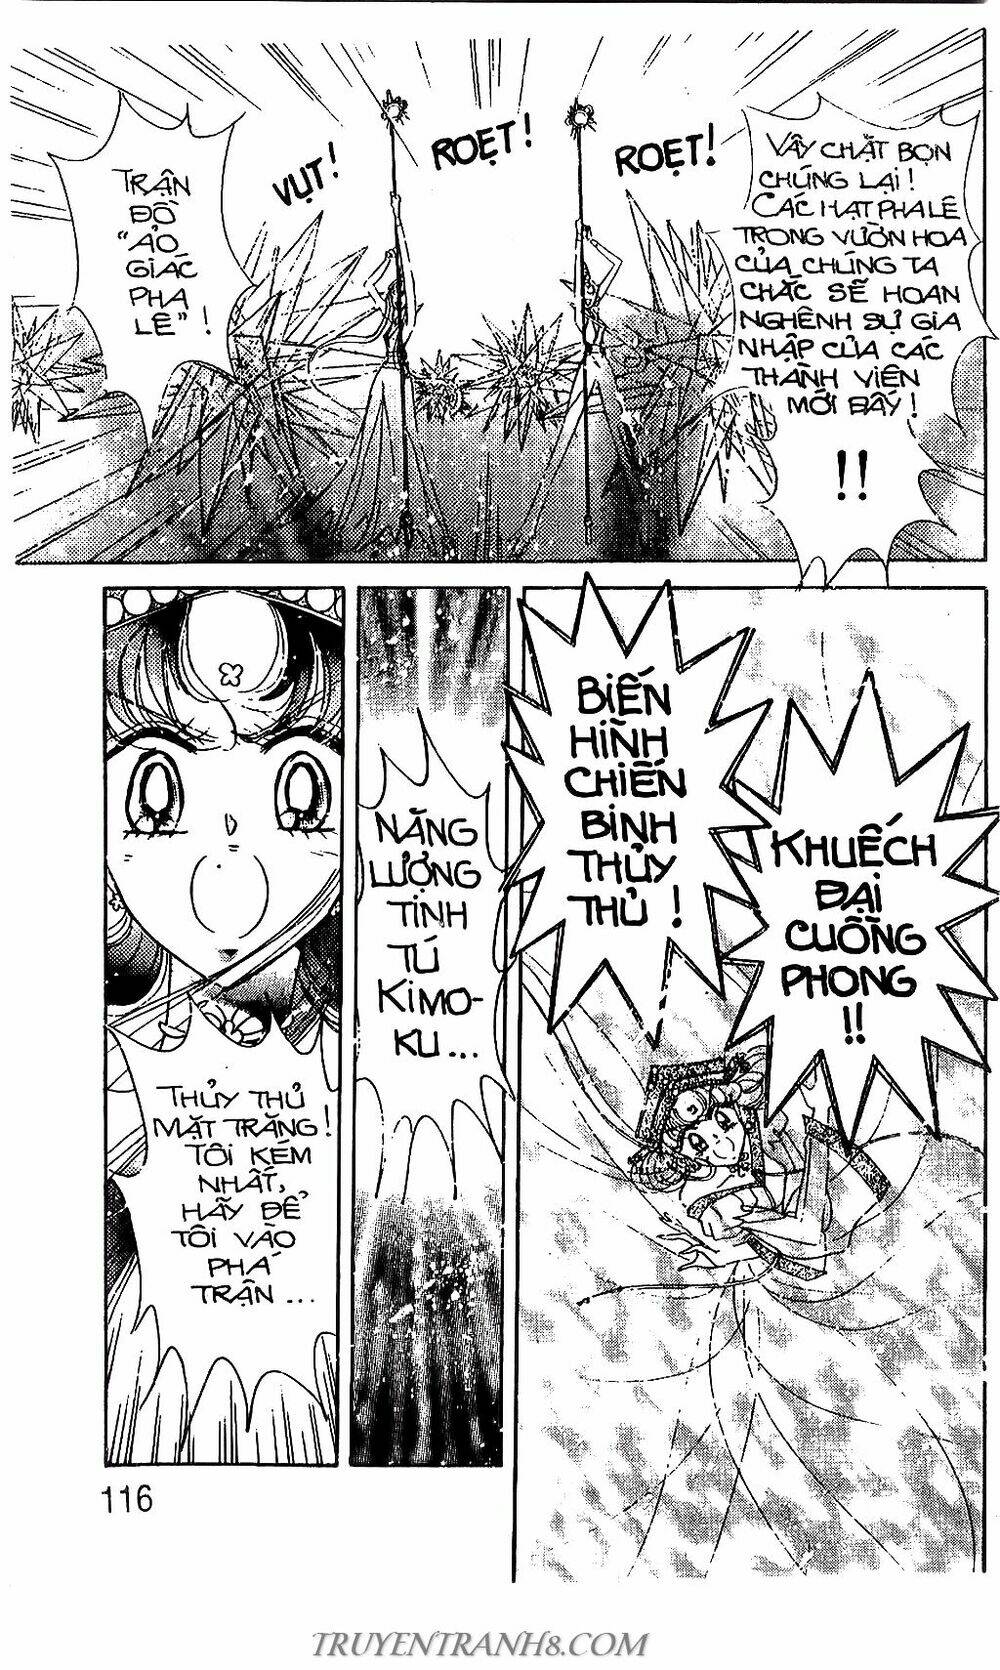 VÂY CHẶT BỌN
CHÚNG LẠI!
CÁC HẠT PHA LÊ
TRONG VƯỜN HOA
CỦA CHÚNG TA
CHẮC SẼ HOAN
NGHÊNH SỰ GIA
NHẬP CỦA CÁC
THÀNH VIÊN
MỚI ĐẤY!
!!
ROẸT!
ROẸT!
VỤT!
TRẬN
ĐỒ
"ẢO
GIÁC
PHA
LÊ"!
KHUẾCH
ĐẠI
CUỒNG
PHONG
!!
BIẾN
HÌNH
CHIẾN
BINH
THỦY
THỦ!
NĂNG
LƯỢNG
TINH
TÚ
KIMO-
KU...
THỦY THỦ
MẶT TRĂNG!
TÔI KÉM
NHẤT,
HÃY ĐỂ
TÔI VÀO
PHÁ
TRẬN...
116
TRUYENTRANH8.COM